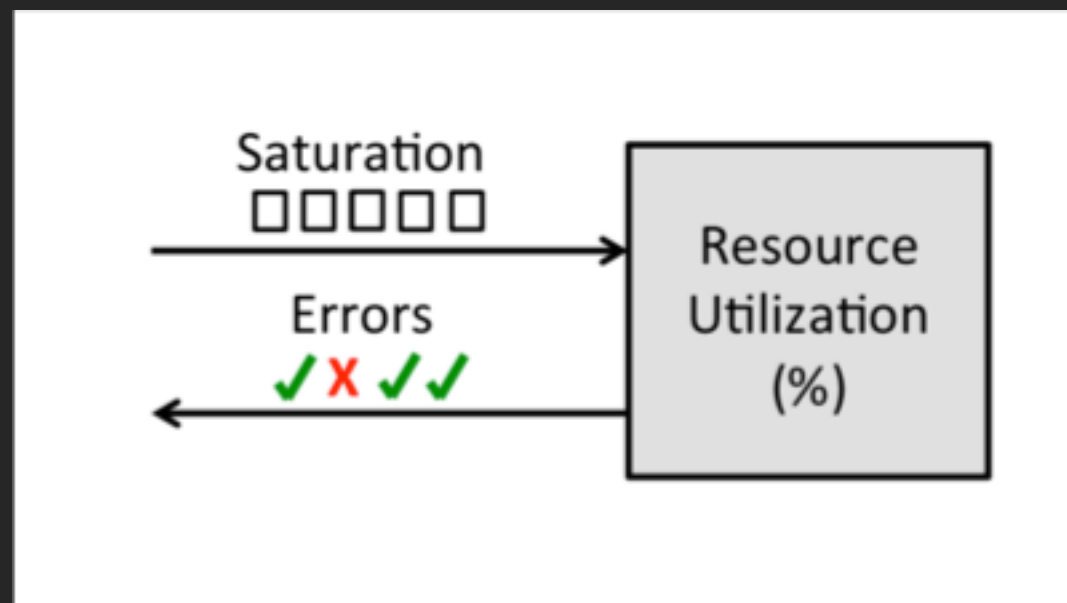 Saturation
Errors
✓X✓✓
Resource
Utilization
(%)